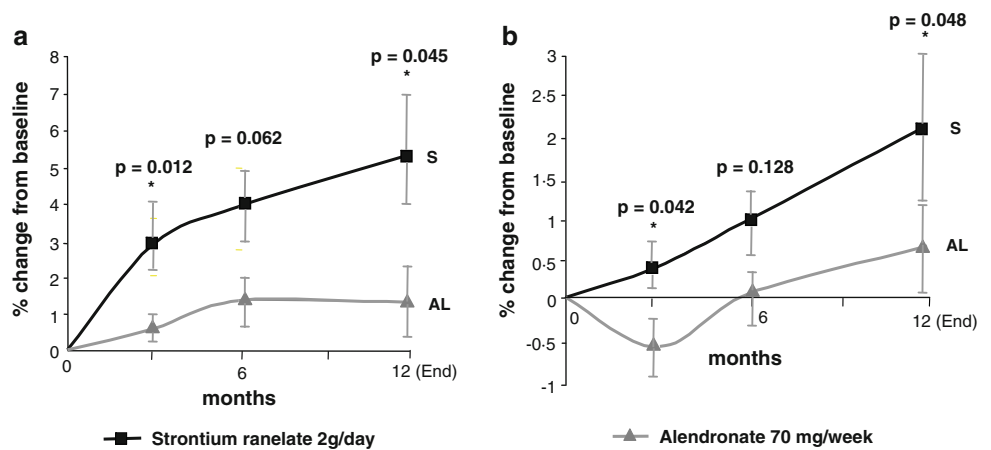 a
% change from baseline
8
7
6
5
4
3
2
1
0
p = 0.012
*
p = 0.062
p = 0.045
*
S
AL
0
6
12 (End)
months
b
% change from baseline
3
2·5
2
1·5
1
0·5
0
-0·5
-1
p = 0.042
*
p = 0.128
p = 0.048
*
S
AL
0
6
12 (End)
months
Strontium ranelate 2g/day
Alendronate 70 mg/week